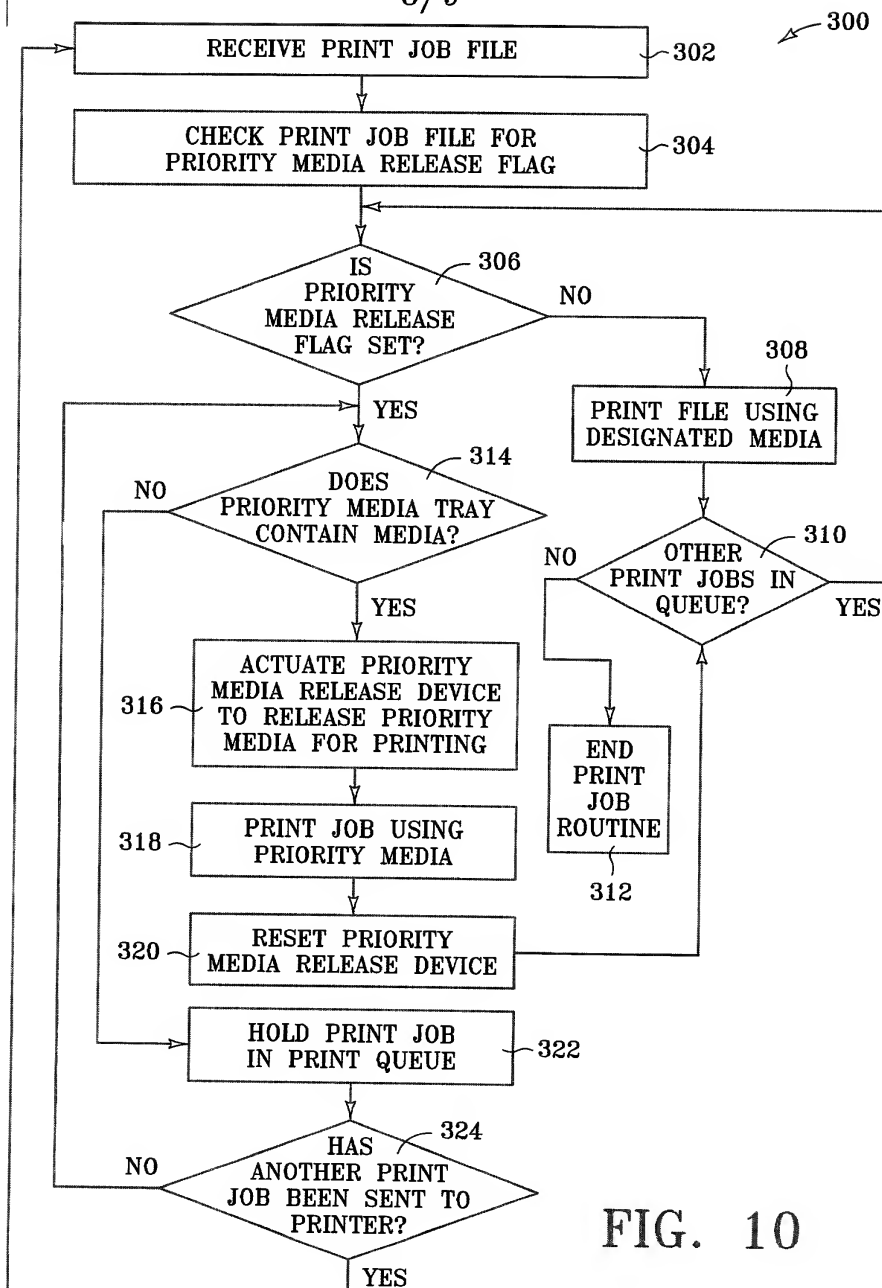 300
RECEIVE PRINT JOB FILE
302
CHECK PRINT JOB FILE FOR
PRIORITY MEDIA RELEASE FLAG
304
IS
PRIORITY
MEDIA RELEASE
FLAG SET?
306
NO
YES
308
PRINT FILE USING
DESIGNATED MEDIA
DOES
PRIORITY MEDIA TRAY
CONTAIN MEDIA?
314
NO
YES
OTHER
PRINT JOBS IN
QUEUE?
310
NO
YES
316
ACTUATE PRIORITY
MEDIA RELEASE DEVICE
TO RELEASE PRIORITY
MEDIA FOR PRINTING
END
PRINT
JOB
ROUTINE
312
318
PRINT JOB USING
PRIORITY MEDIA
320
RESET PRIORITY
MEDIA RELEASE DEVICE
HOLD PRINT JOB
IN PRINT QUEUE
322
HAS
ANOTHER PRINT
JOB BEEN SENT TO
PRINTER?
324
NO
YES
FIG. 10